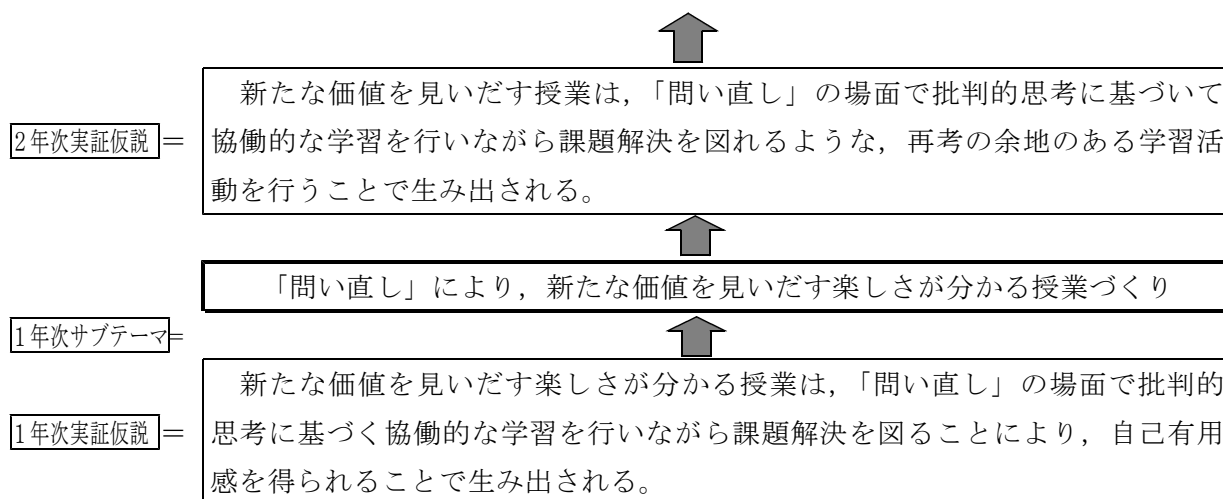 新たな価値を見いだす授業は，「問い直し」の場面で批判的思考に基づいて
2年次実証仮説＝
協働的な学習を行いながら課題解決を図れるような，再考の余地のある学習活
動を行うことで生み出される。
「問い直し」により，新たな価値を見いだす楽しさが分かる授業づくり
1年次サブテーマ=
新たな価値を見いだす楽しさが分かる授業は，「問い直し」の場面で批判的
1年次実証仮説＝
思考に基づく協働的な学習を行いながら課題解決を図ることにより，自己有用
感を得られることで生み出される。